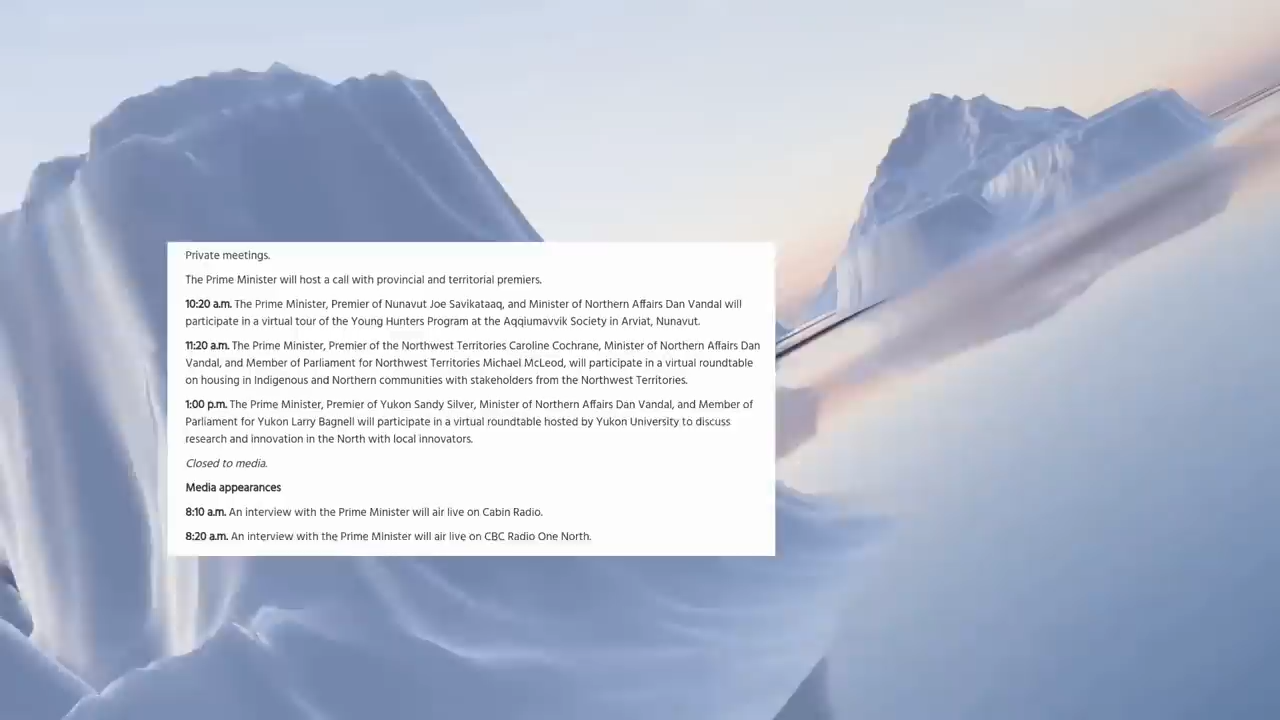 Private meetings.
The Prime Minister will host a call with provincial and territorial premiers.
10:20 a.m. The Prime Minister, Premier of Nunavut Joe Savikataaq, and Minister of Northern Affairs Dan Vandal will
participate in a virtual tour of the Young Hunters Program at the Aqqiumavvik Society in Arviat, Nunavut.
11:20 a.m. The Prime Minister, Premier of the Northwest Territories Caroline Cochrane, Minister of Northern Affairs Dan
Vandal, and Member of Parliament for Northwest Territories Michael McLeod, will participate in a virtual roundtable
on housing in Indigenous and Northern communities with stakeholders from the Northwest Territories.
1:00 p.m. The Prime Minister, Premier of Yukon Sandy Silver, Minister of Northern Affairs Dan Vandal, and Member of
Parliament for Yukon Larry Bagnell will participate in a virtual roundtable hosted by Yukon University to discuss
research and innovation in the North with local innovators.
Closed to media.
Media appearances
8:10 a.m. An interview with the Prime Minister will air live on Cabin Radio.
8:20 a.m. An interview with the Prime Minister will air live on CBC Radio One North.